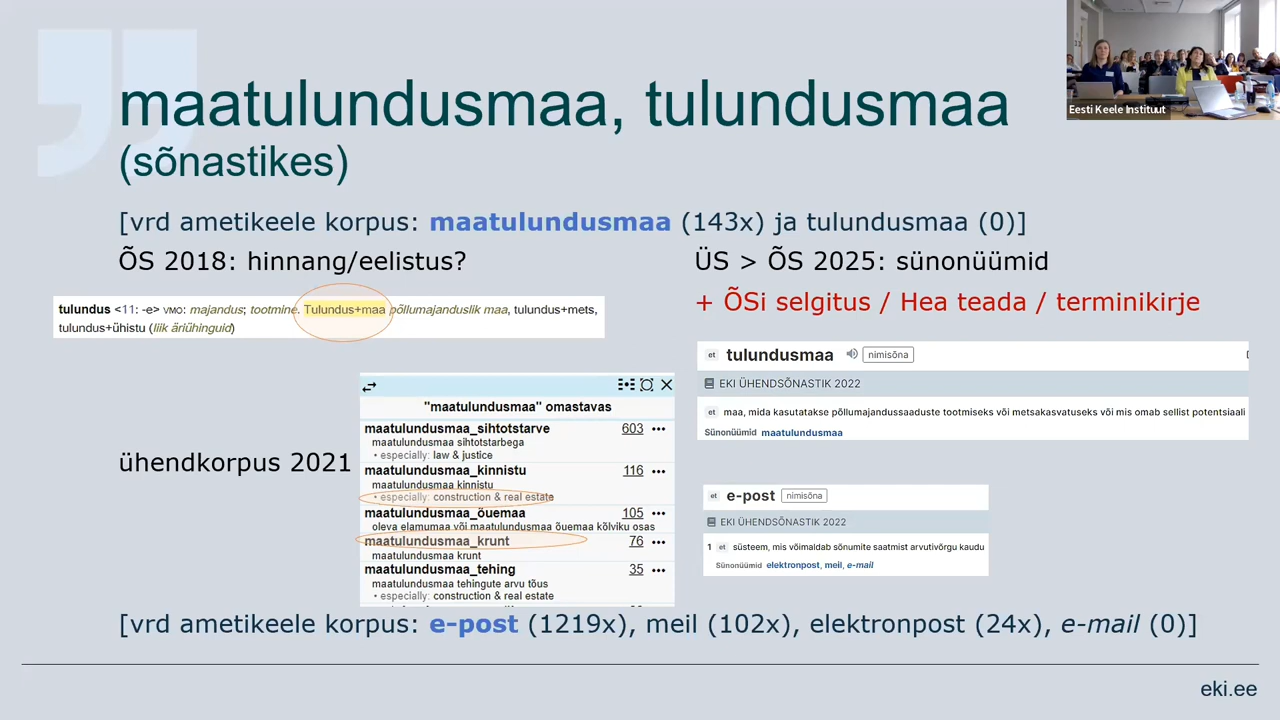 Eesti Keele Instituut
maatulundusmaa, tulundusmaa
(sõnastikes)
[vrd ametikeele korpus: maatulundusmaa (143x) ja tulundusmaa (0)]
ÕS 2018: hinnang/eelistus?
tulundus <11: -e> VMO: majandus; tootmine. Tulundus+maa põllumajanduslik maa, tulundus+mets,
tulundus+ühistu (liik äriühinguid)
ühendkorpus 2021
"maatulundusmaa" omastavas
maatulundusmaa_sihtotstarve 603 •••
maatulundusmaa sihtotstarbega
• especially: law & justice
maatulundusmaa_kinnistu 116 •••
maatulundusmaa kinnistu
• especially: construction & real estate
maatulundusmaa_õuemaa 105 •••
oleva elamumaa või maatulundusmaa õuemaa kõlviku osas
maatulundusmaa_krunt 76 •••
maatulundusmaa krunt
maatulundusmaa_tehing 35 •••
maatulundusmaa tehingute arvu tõus
• especially: construction & real estate
ÜS > ÕS 2025: sünonüümid
+ ÕSi selgitus / Hea teada / terminikirje
et tulundusmaa nimisõna
EKI ÜHENDSÕNASTIK 2022
et maa, mida kasutatakse põllumajandussaaduste tootmiseks või metsakasvatuseks või mis omab sellist potentsiaali
Sünonüümid maatulundusmaa
et e-post nimisõna
EKI ÜHENDSÕNASTIK 2022
1 et süsteem, mis võimaldab sõnumite saatmist arvutivõrgu kaudu
Sünonüümid elektronpost, meil, e-mail
[vrd ametikeele korpus: e-post (1219x), meil (102x), elektronpost (24x), e-mail (0)]
eki.ee